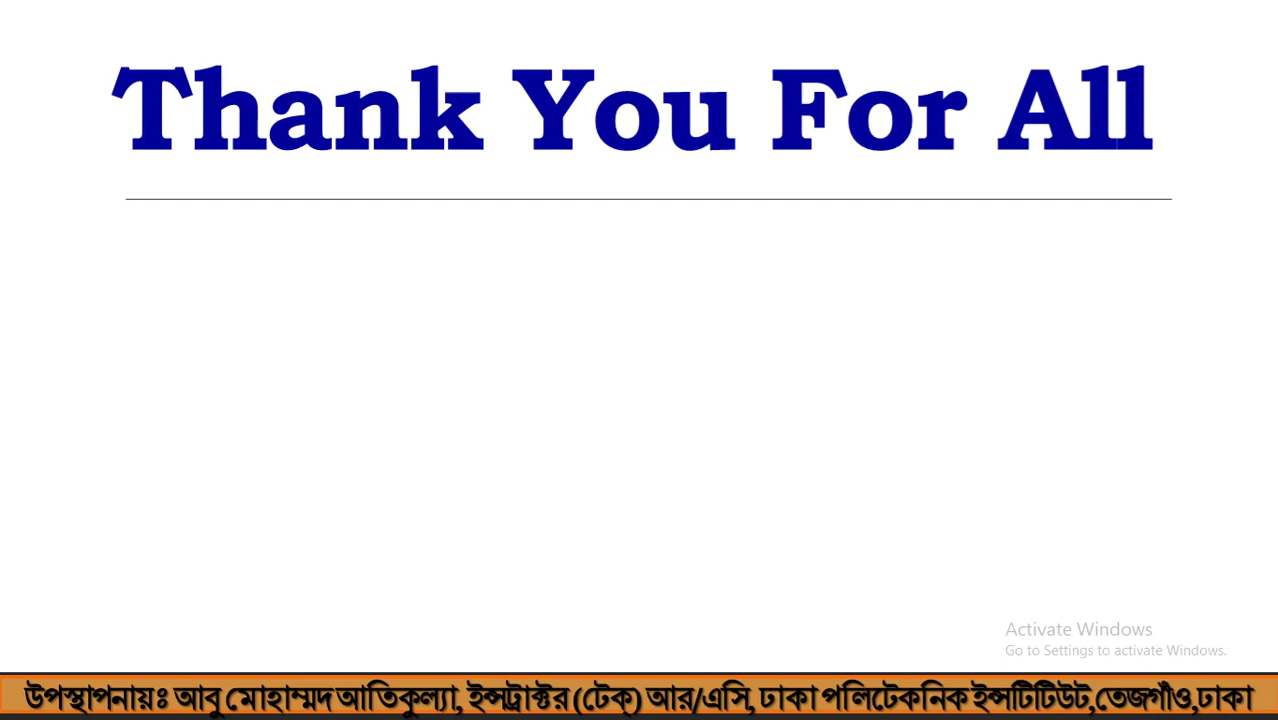 Thank You For All
Activate Windows
Go to Settings to activate Windows.
উপস্থাপনায়ঃ আবু মোহাম্মদ আতিকুল্যা, ইন্সট্রাক্টর (টেক) আর/এসি, ঢাকা পলিটেকনিক ইন্সটিটিউট,তেজগাঁও,ঢাকা